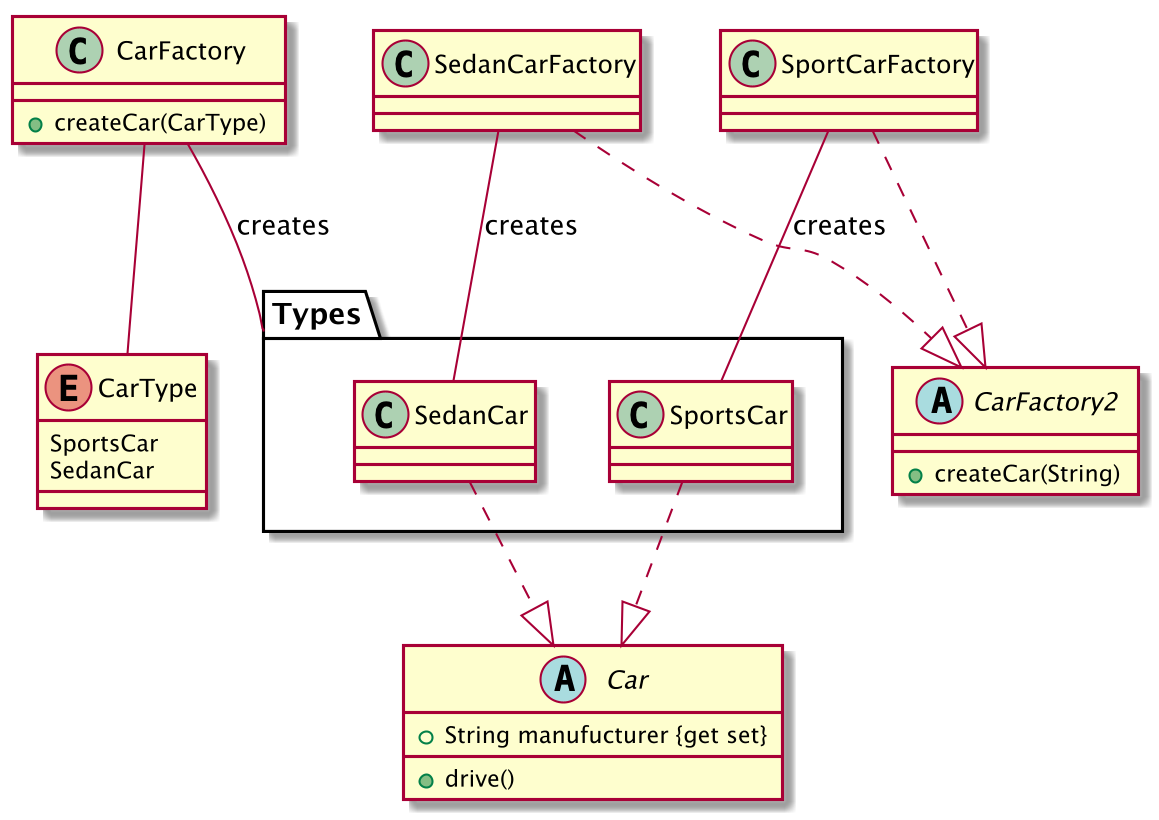 C CarFactory
createCar(CarType)
C SedanCarFactory
C SportCarFactory
creates
creates
creates
Types
E CarType
SportsCar
SedanCar
C SedanCar
C SportsCar
A CarFactory2
createCar(String)
A Car
String manufucturer {get set}
drive()